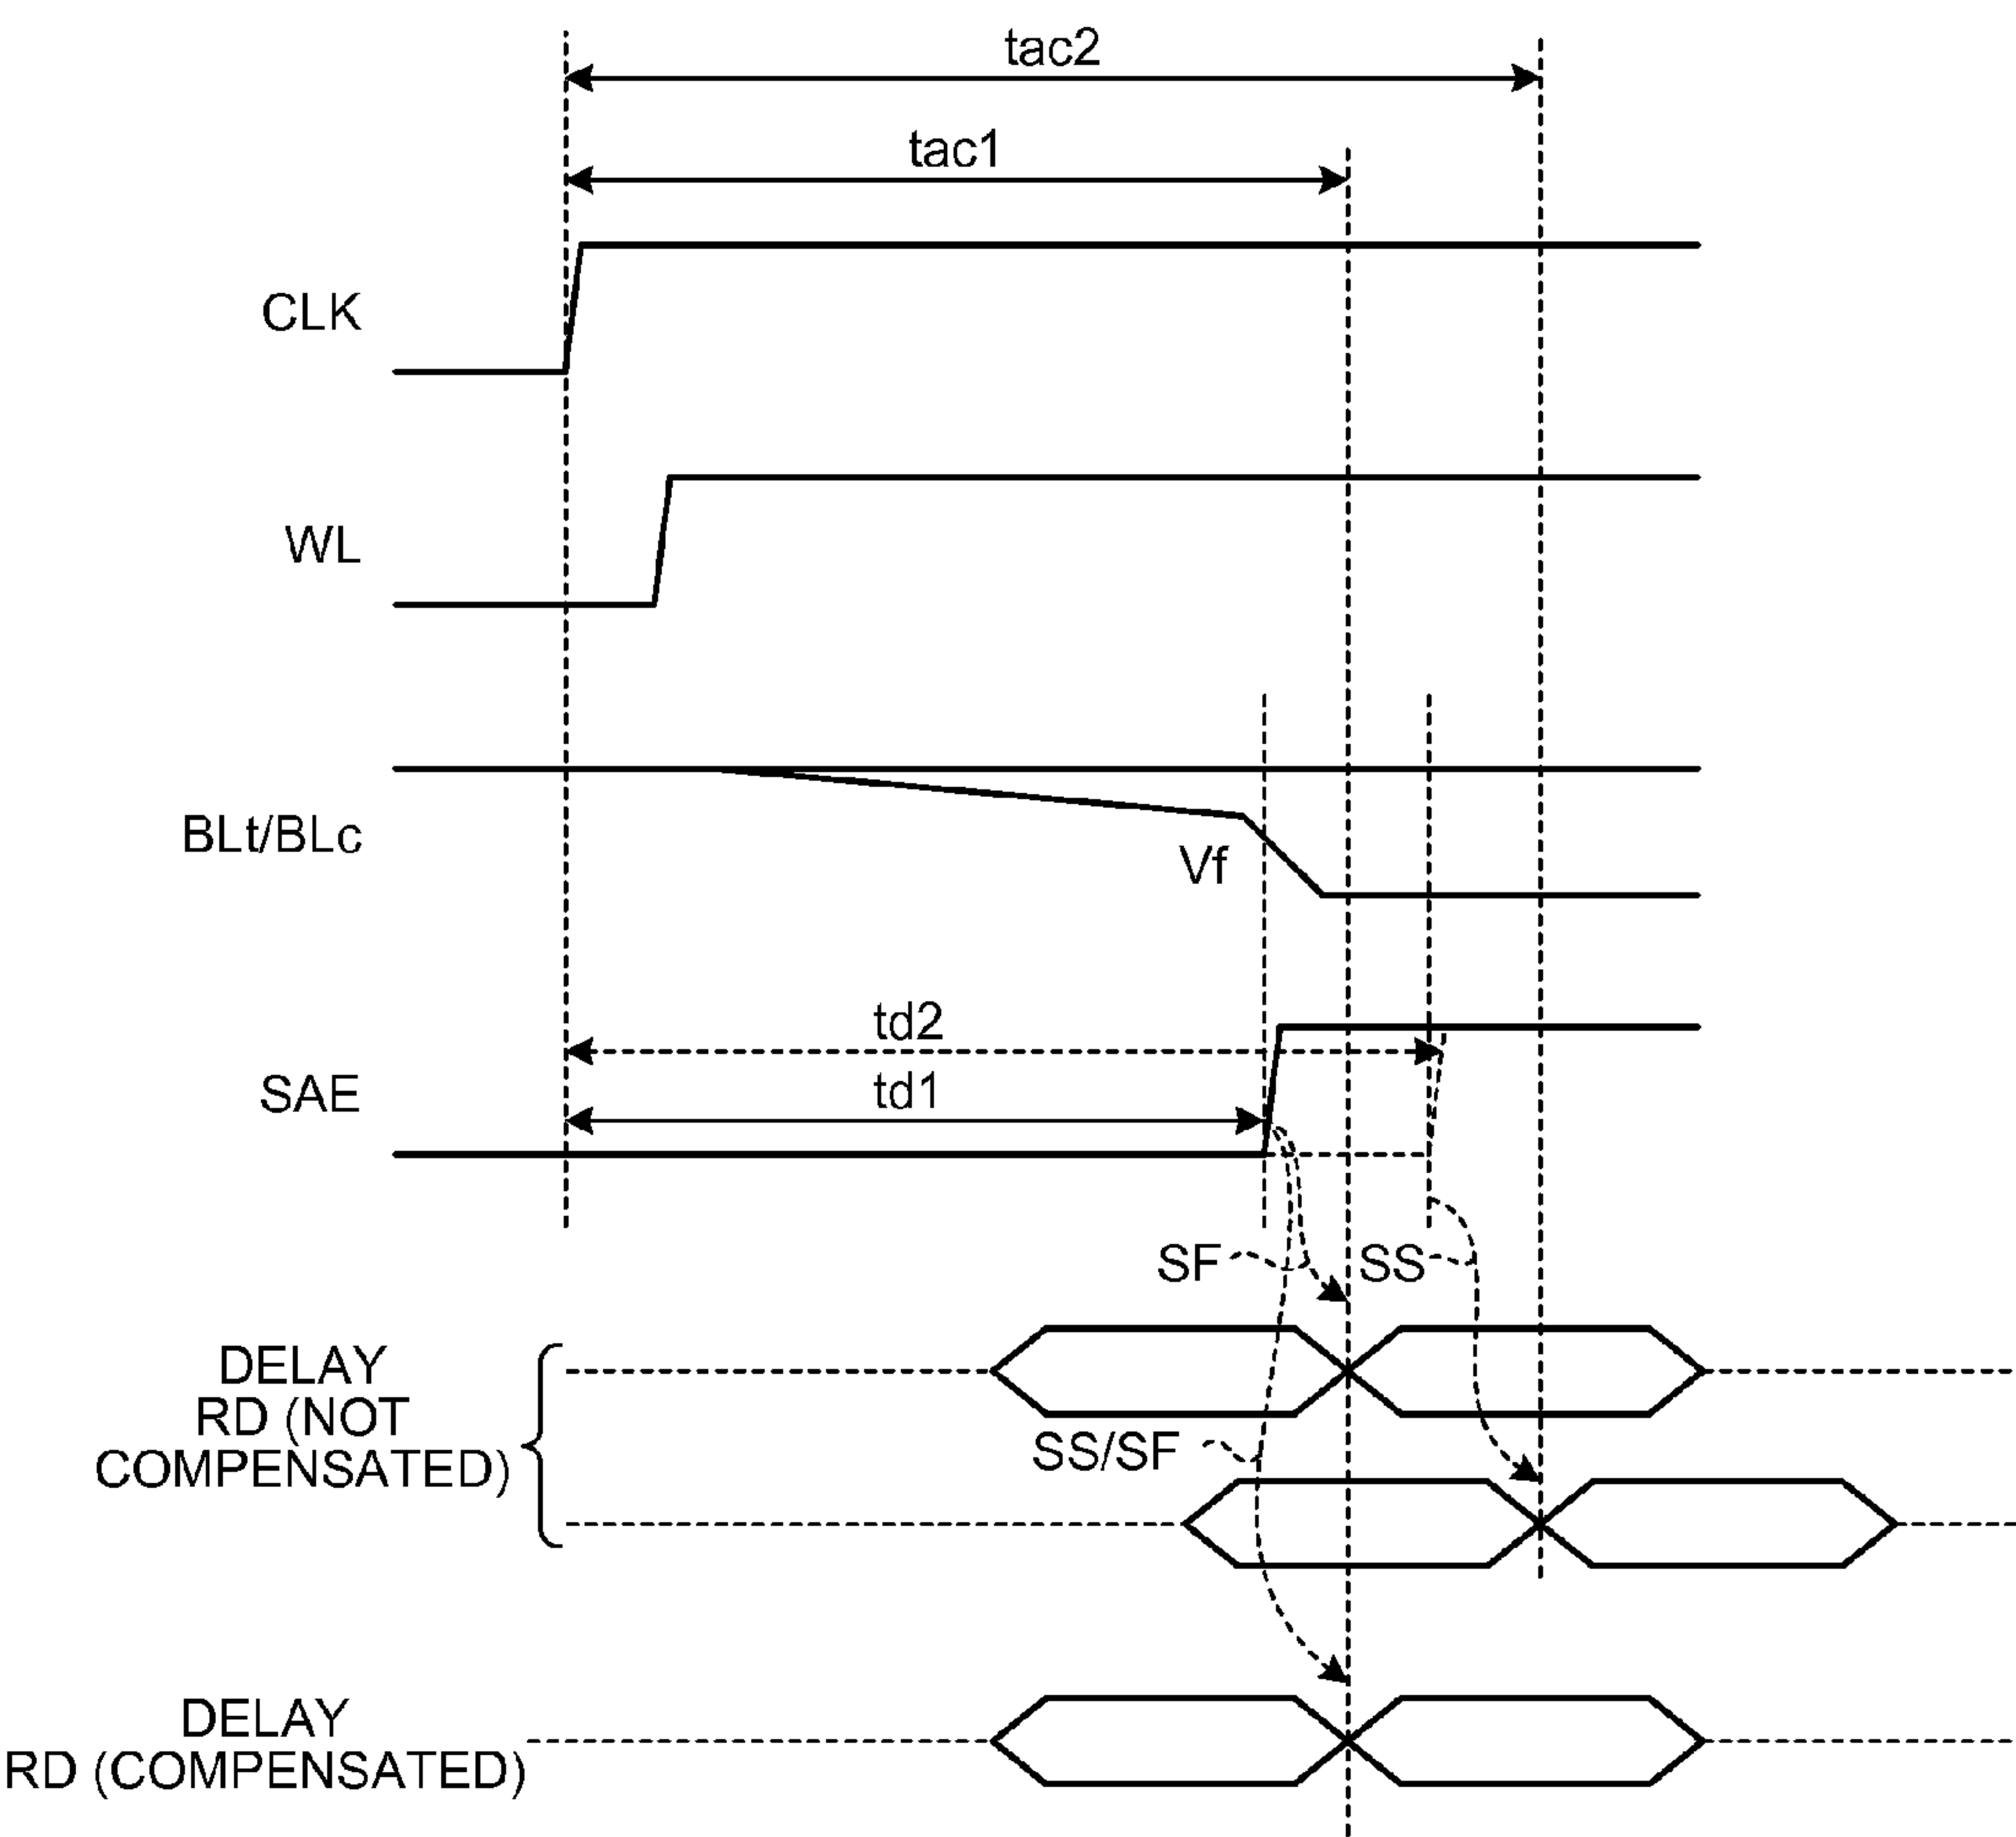 tac2
tac1
CLK
WL
BLt/BLc
Vf
td2
SAE
td1
SF
SS
DELAY
RD (NOT
COMPENSATED)
SS/SF
DELAY
RD (COMPENSATED)